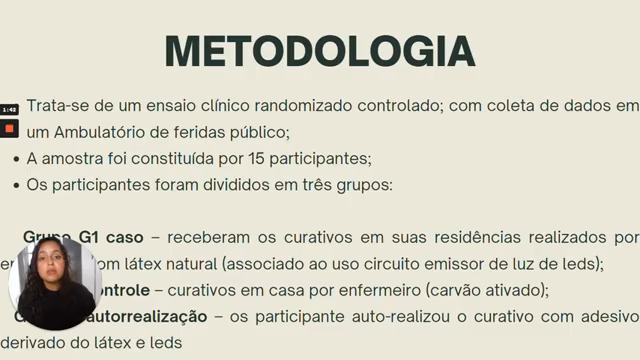 METODOLOGIA
1:42
Trata-se de um ensaio clínico randomizado controlado; com coleta de dados em
um Ambulatório de feridas público;
• A amostra foi constituída por 15 participantes;
• Os participantes foram divididos em três grupos:
Grupo G1 caso – receberam os curativos em suas residências realizados por
om látex natural (associado ao uso circuito emissor de luz de leds);
ontrole – curativos em casa por enfermeiro (carvão ativado);
autorrealização – os participante auto-realizou o curativo com adesivo
derivado do látex e leds